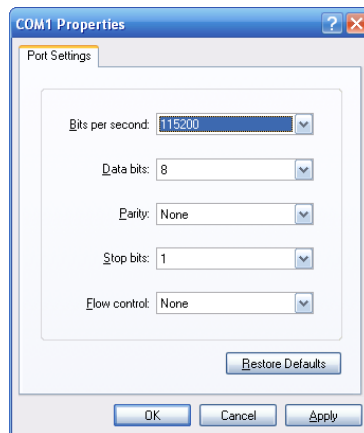 COM1 Properties
Port Settings
Bits per second: 115200
Data bits: 8
Parity: None
Stop bits: 1
Flow control: None
Restore Defaults
OK Cancel Apply